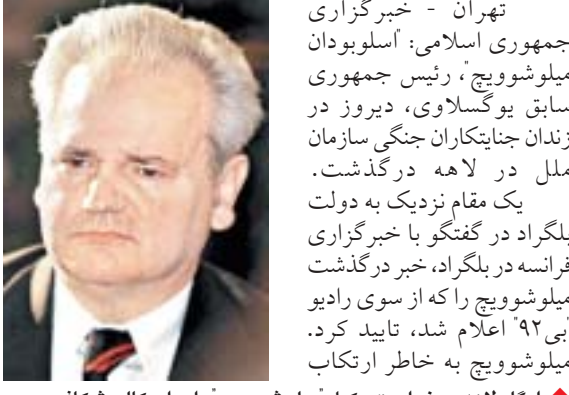 تهران - خبرگزاری
جمهوری اسلامی: "اسلوبودان
میلوشوویچ"، رئیس جمهوری
سابق یوگسلاوی، دیروز در
زندان جنایتکاران جنگی سازمان
ملل در لاهه درگذشت.
یک مقام نزدیک به دولت
بلگراد در گفتگو با خبرگزاری
فرانسه در بلگراد، خبر درگذشت
میلوشوویچ را که از سوی رادیو
"بی۹۲" اعلام شد، تایید کرد.
میلوشوویچ به خاطر ارتکاب